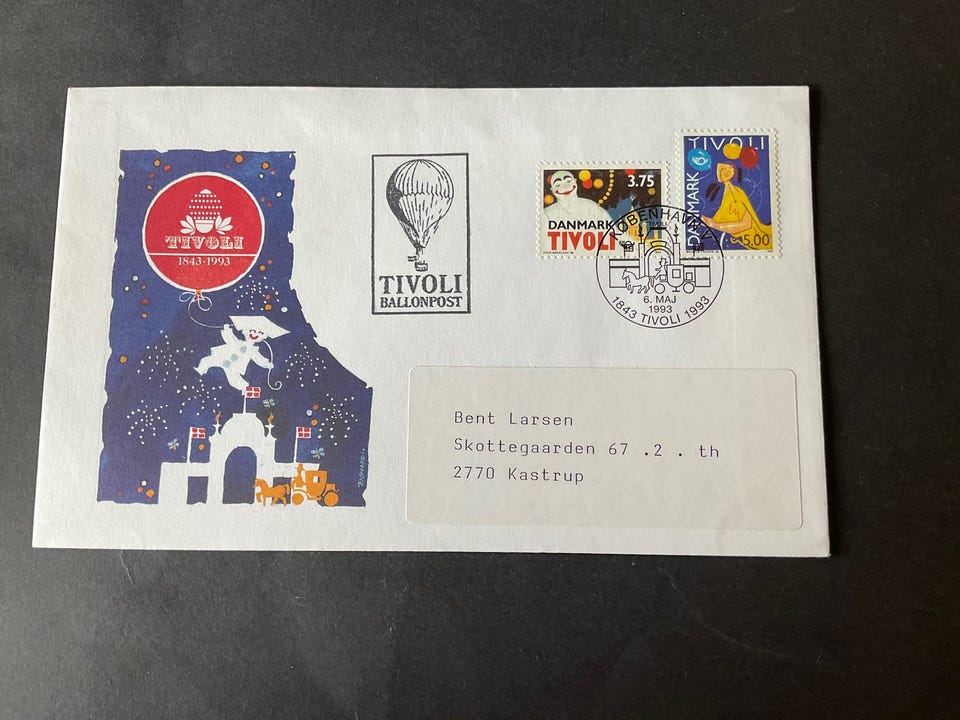 TIVOLI
1843-1993
TIVOLI
BALLONPOST
3.75
DANMARK
TIVOLI
TIVOLI
DANMARK
5.00
KØBENHAVN V
6. MAJ
1993
1843 TIVOLI 1993
Bent Larsen
Skottegaarden 67 .2 . th
2770 Kastrup